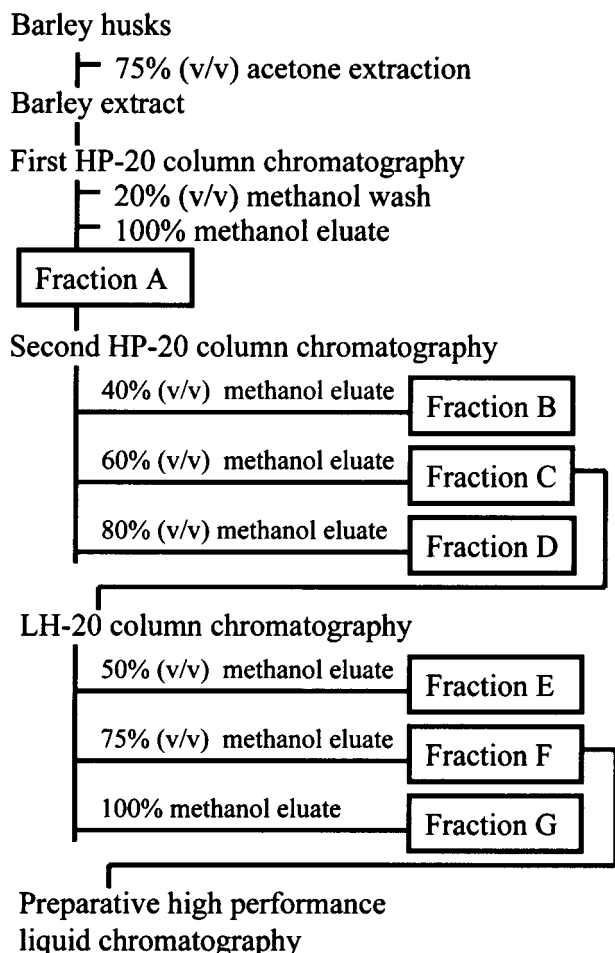 Barley husks
75% (v/v) acetone extraction
Barley extract
First HP-20 column chromatography
20% (v/v) methanol wash
100% methanol eluate
Fraction A
Second HP-20 column chromatography
40% (v/v) methanol eluate
Fraction B
60% (v/v) methanol eluate
Fraction C
80% (v/v) methanol eluate
Fraction D
LH-20 column chromatography
50% (v/v) methanol eluate
Fraction E
75% (v/v) methanol eluate
Fraction F
100% methanol eluate
Fraction G
Preparative high performance
liquid chromatography